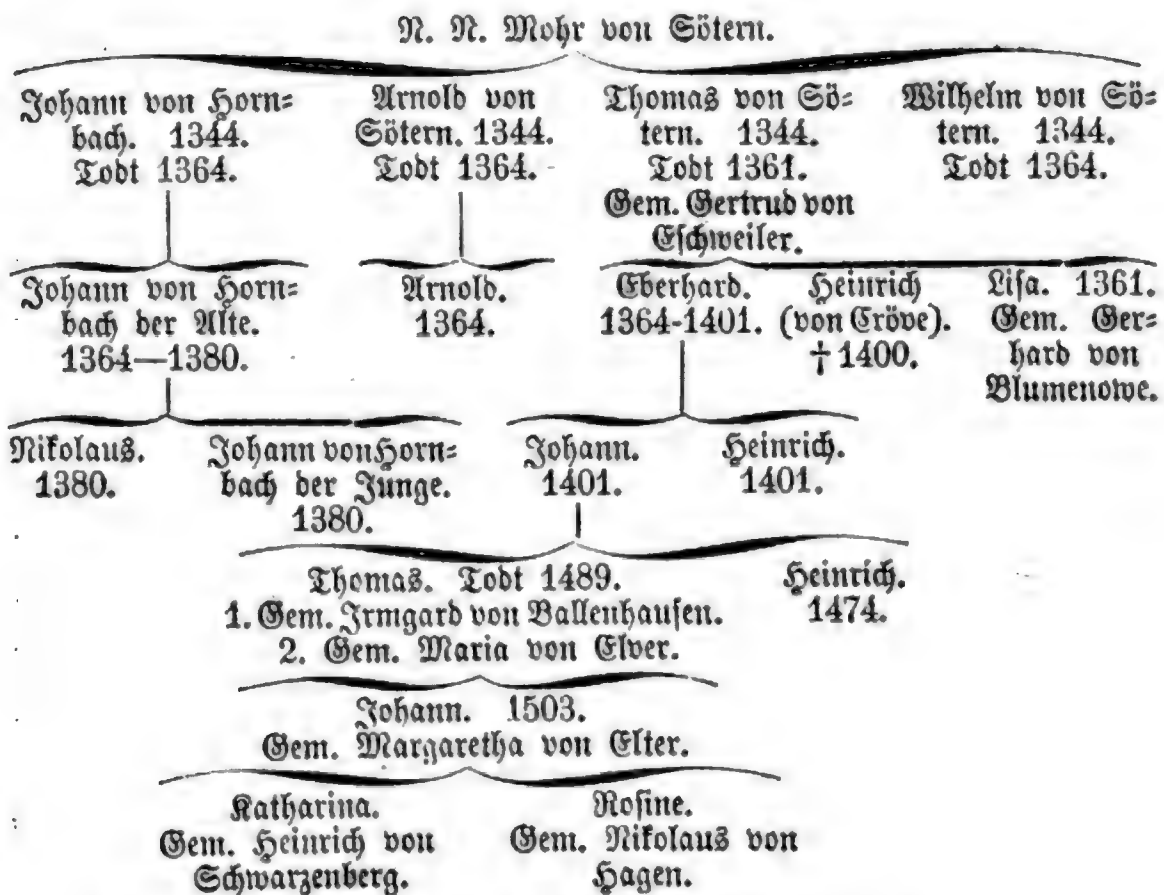 N. N. Mohr von Sötern.
Johann von Horn=
bach. 1344.
Todt 1364.
Arnold von
Sötern. 1344.
Todt 1364.
Thomas von Sö=
tern. 1344.
Todt 1361.
Gem. Gertrud von
Eschweiler.
Wilhelm von Sö=
tern. 1344.
Todt 1364.
Johann von Horn=
bach der Alte.
1364—1380.
Arnold.
1364.
Eberhard.
1364-1401.
Heinrich
(von Cröve).
† 1400.
Lisa. 1361.
Gem. Ger=
hard von
Blumenowe.
Nikolaus.
1380.
Johann von Horn=
bach der Junge.
1380.
Johann.
1401.
Heinrich.
1401.
Thomas. Todt 1489.
1. Gem. Irmgard von Ballenhausen.
2. Gem. Maria von Elver.
Heinrich.
1474.
Johann. 1503.
Gem. Margaretha von Elter.
Katharina.
Gem. Heinrich von
Schwarzenberg.
Rosine.
Gem. Nikolaus von
Hagen.